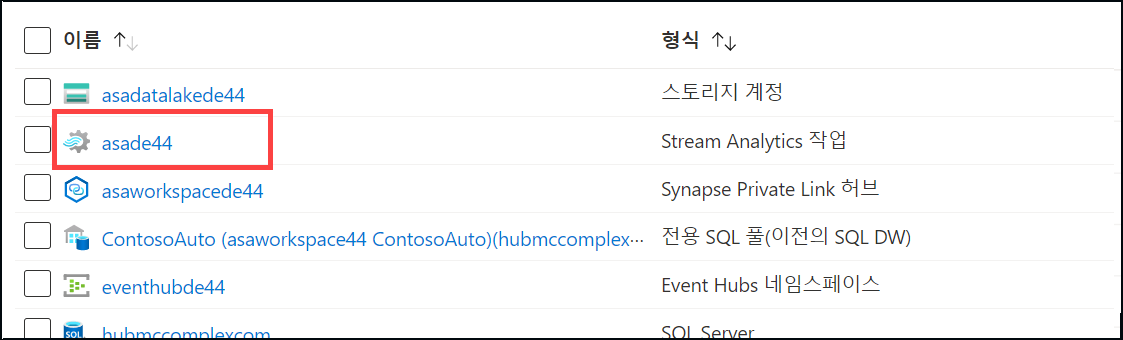 이름 ↑↓ 형식 ↑↓
asadatalakede44 스토리지 계정
asade44 Stream Analytics 작업
asaworkspacede44 Synapse Private Link 허브
ContosoAuto (asaworkspace44 ContosoAuto)(hubmccomplex··· 전용 SQL 풀(이전의 SQL DW)
eventhubde44 Event Hubs 네임스페이스
SQL hubmccomplexcom SQL Server